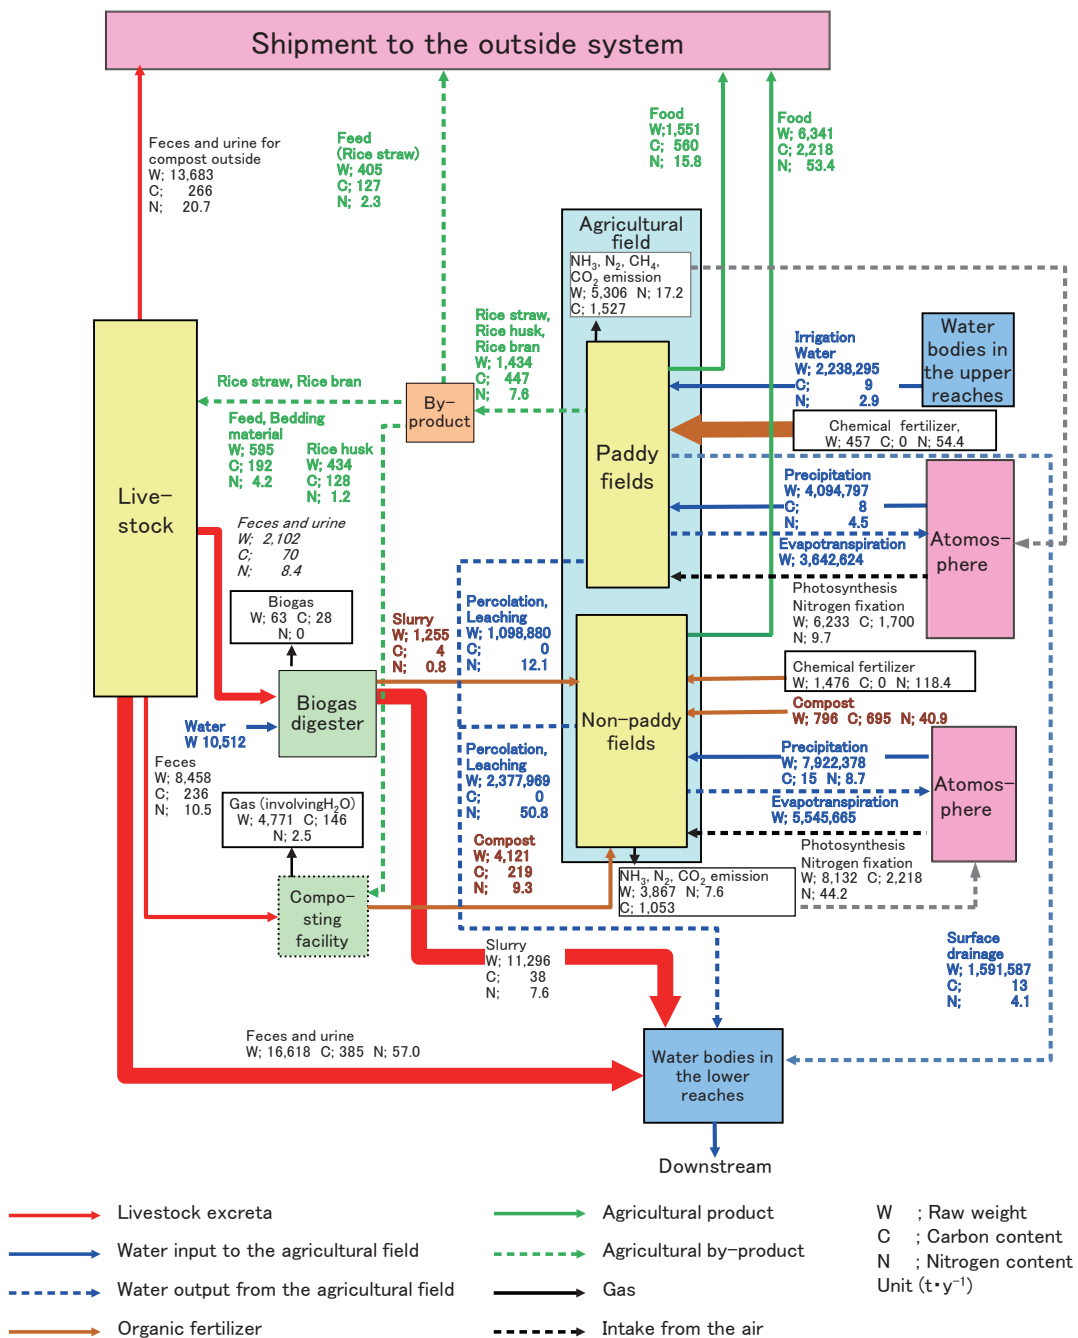 Shipment to the outside system
Feces and urine for
compost outside
W; 13,683
C; 266
N; 20.7
Feed
(Rice straw)
W; 405
C; 127
N; 2.3
Food
W;1,551
C; 560
N; 15.8
Food
W; 6,341
C; 2,218
N; 53.4
Agricultural
field
NH3, N2, CH4,
CO2 emission
W; 5,306 N; 17.2
C; 1,527
Rice straw,
Rice husk,
Rice bran
W; 1,434
C; 447
N; 7.6
Irrigation
Water
W; 2,238,295
C; 9
N; 2.9
Water
bodies in
the upper
reaches
Rice straw, Rice bran
By-
product
Feed, Bedding
material
W; 595
C; 192
N; 4.2
Rice husk
W; 434
C; 128
N; 1.2
Chemical fertilizer,
W; 457 C; 0 N; 54.4
Paddy
fields
Live-
stock
Precipitation
W; 4,094,797
C; 8
N; 4.5
Feces and urine
W; 2,102
C; 70
N; 8.4
Evapotranspiration
W; 3,642,624
Atomos-
phere
Photosynthesis
Nitrogen fixation
W; 6,233 C; 1,700
N; 9.7
Biogas
W; 63 C; 28
N; 0
Slurry
W; 1,255
C; 4
N; 0.8
Percolation,
Leaching
W; 1,098,880
C; 0
N; 12.1
Chemical fertilizer
W; 1,476 C; 0 N; 118.4
Biogas
digester
Water
W 10,512
Non-paddy
fields
Compost
W; 796 C; 695 N; 40.9
Feces
W; 8,458
C; 236
N; 10.5
Percolation,
Leaching
W; 2,377,969
C; 0
N; 50.8
Precipitation
W; 7,922,378
C; 15 N; 8.7
Atomos-
phere
Evapotranspiration
W; 5,545,665
Gas (involvingH2O)
W; 4,771 C; 146
N; 2.5
Compost
W; 4,121
C; 219
N; 9.3
Photosynthesis
Nitrogen fixation
W; 8,132 C; 2,218
N; 44.2
NH3, N2, CO2 emission
W; 3,867 N; 7.6
C; 1,053
Compo-
sting
facility
Slurry
W; 11,296
C; 38
N; 7.6
Surface
drainage
W; 1,591,587
C; 13
N; 4.1
Feces and urine
W; 16,618 C; 385 N; 57.0
Water bodies in
the lower
reaches
Downstream
Livestock excreta
Water input to the agricultural field
Water output from the agricultural field
Organic fertilizer
Agricultural product
Agricultural by-product
Gas
Intake from the air
W ; Raw weight
C ; Carbon content
N ; Nitrogen content
Unit (t・y⁻¹)